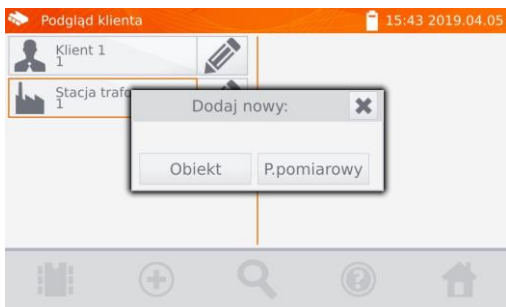 Podgląd klienta
15:43 2019.04.05
Klient 1
1
Stacja trafo
1
Dodaj nowy:
Obiekt
P.pomiarowy